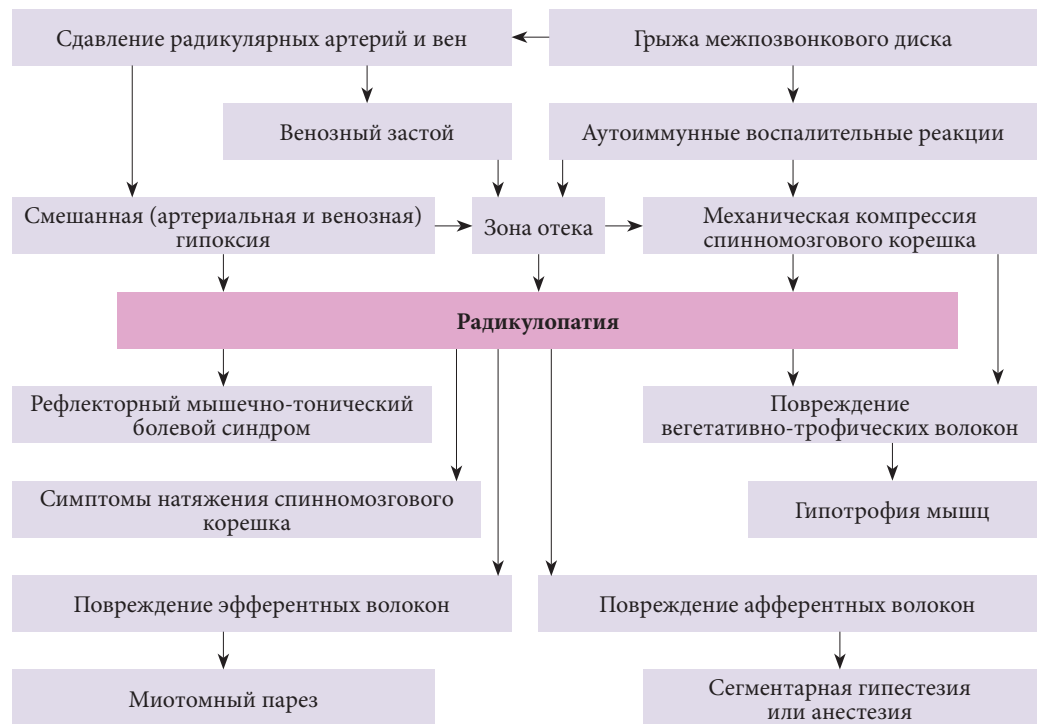 Сдавление радикулярных артерий и вен
Грыжа межпозвонкового диска
Венозный застой
Аутоиммунные воспалительные реакции
Смешанная (артериальная и венозная)
гипоксия
Зона отека
Механическая компрессия
спинномозгового корешка
Радикулопатия
Рефлекторный мышечно-тонический
болевой синдром
Повреждение
вегетативно-трофических волокон
Симптомы натяжения спинномозгового
корешка
Гипотрофия мышц
Повреждение эфферентных волокон
Повреждение афферентных волокон
Миотомный парез
Сегментарная гипестезия
или анестезия